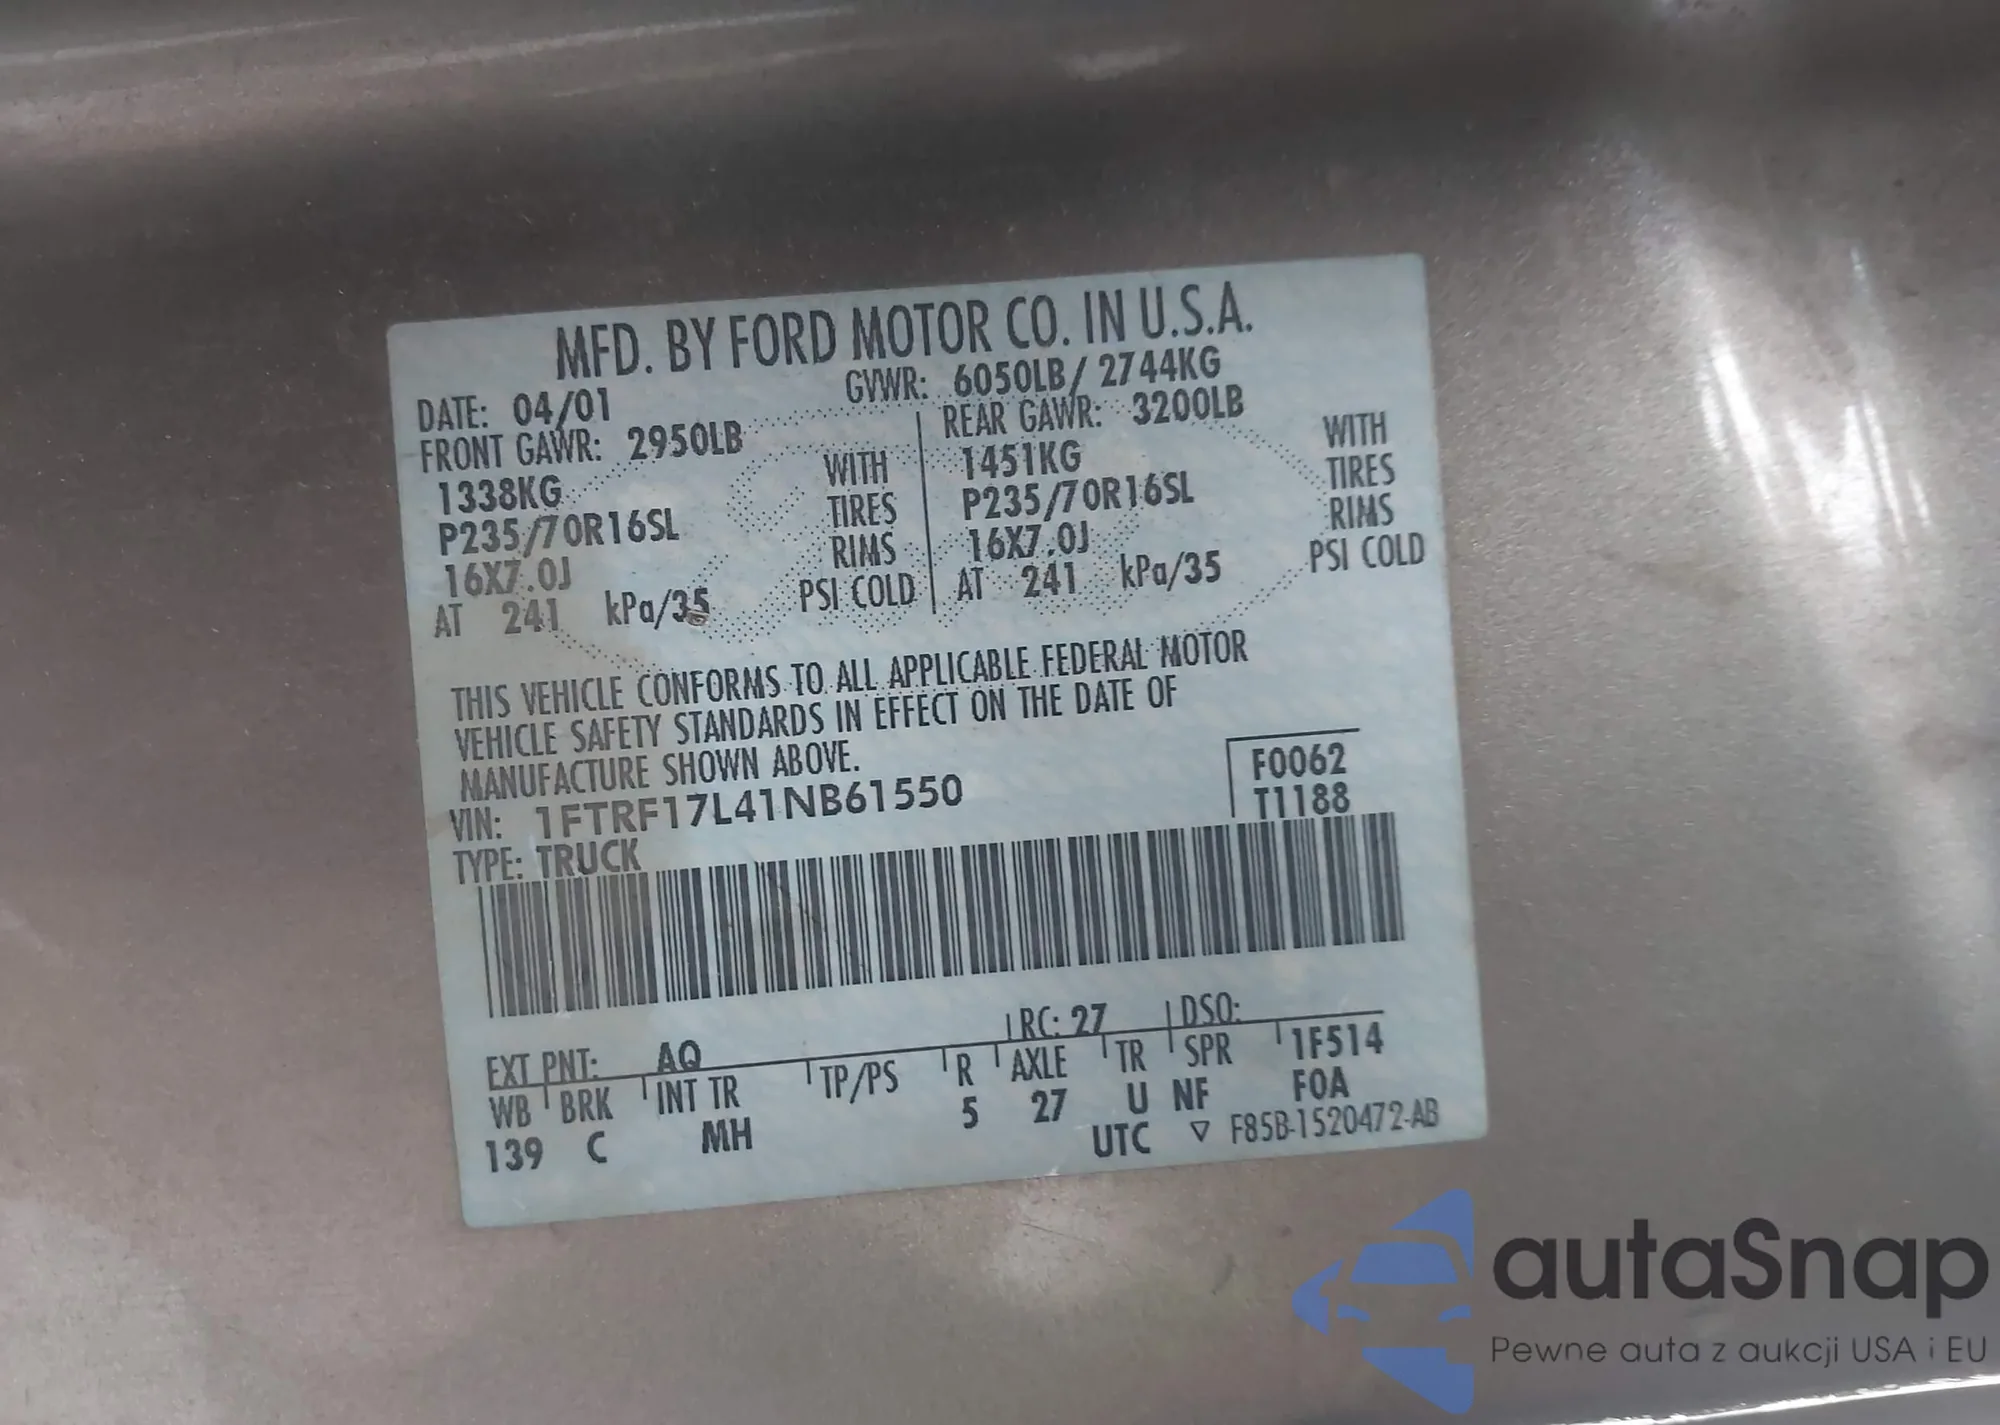 MFD. BY FORD MOTOR CO. IN U.S.A.
DATE: 04/01 GVWR: 6050LB/ 2744KG
FRONT GAWR: 2950LB REAR GAWR: 3200LB
1338KG WITH 1451KG WITH
P235/70R16SL TIRES P235/70R16SL TIRES
16X7.0J RIMS 16X7.0J RIMS
AT 241 kPa/35 PSI COLD AT 241 kPa/35 PSI COLD
THIS VEHICLE CONFORMS TO ALL APPLICABLE FEDERAL MOTOR
VEHICLE SAFETY STANDARDS IN EFFECT ON THE DATE OF
MANUFACTURE SHOWN ABOVE.
VIN: 1FTRF17L41NB61550 F0062
TYPE: TRUCK T1188
EXT PNT: AQ RC: 27 DSO:
WB BRK INT TR TP/PS R AXLE TR SPR 1F514
139 C MH 5 27 U NF F0A
UTC ▽ F85B-1520472-AB
autaSnap
Pewne auta z aukcji USA i EU